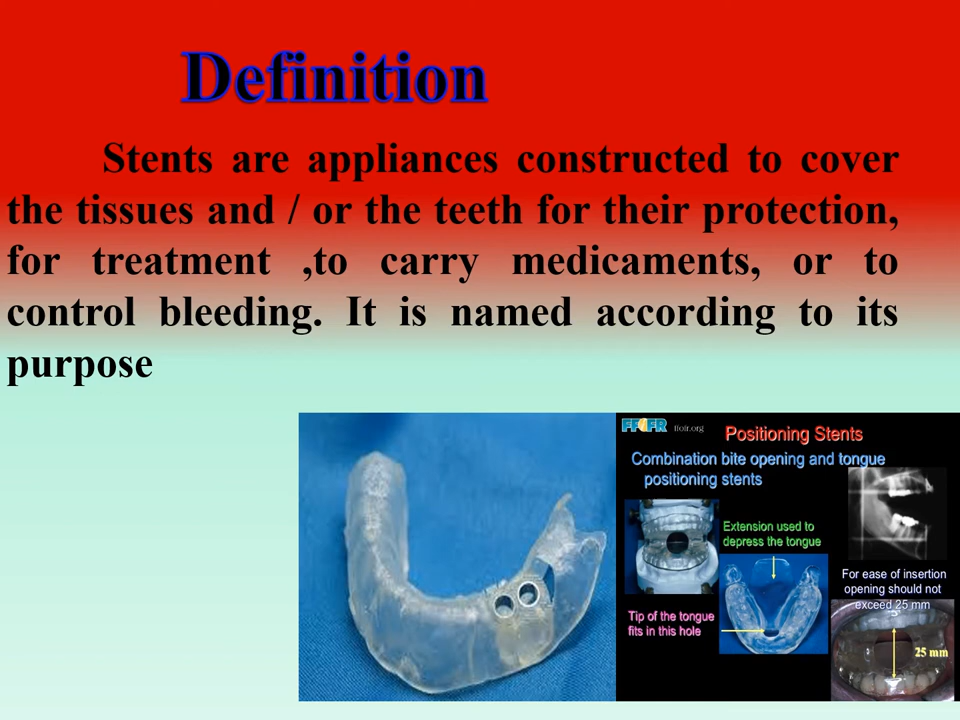 Definition
Stents are appliances constructed to cover
the tissues and / or the teeth for their protection,
for treatment ,to carry medicaments, or to
control bleeding. It is named according to its
purpose
FFOFR ffofr.org
Positioning Stents
Combination bite opening and tongue
positioning stents
Extension used to
depress the tongue
For ease of insertion
opening should not
exceed 25 mm
Tip of the tongue
fits in this hole
25 mm